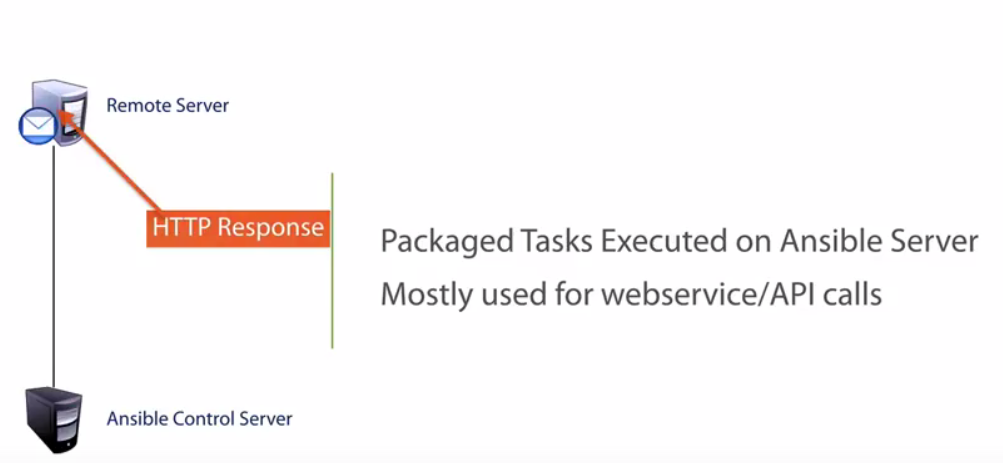 Remote Server
HTTP Response
Packaged Tasks Executed on Ansible Server
Mostly used for webservice/API calls
Ansible Control Server